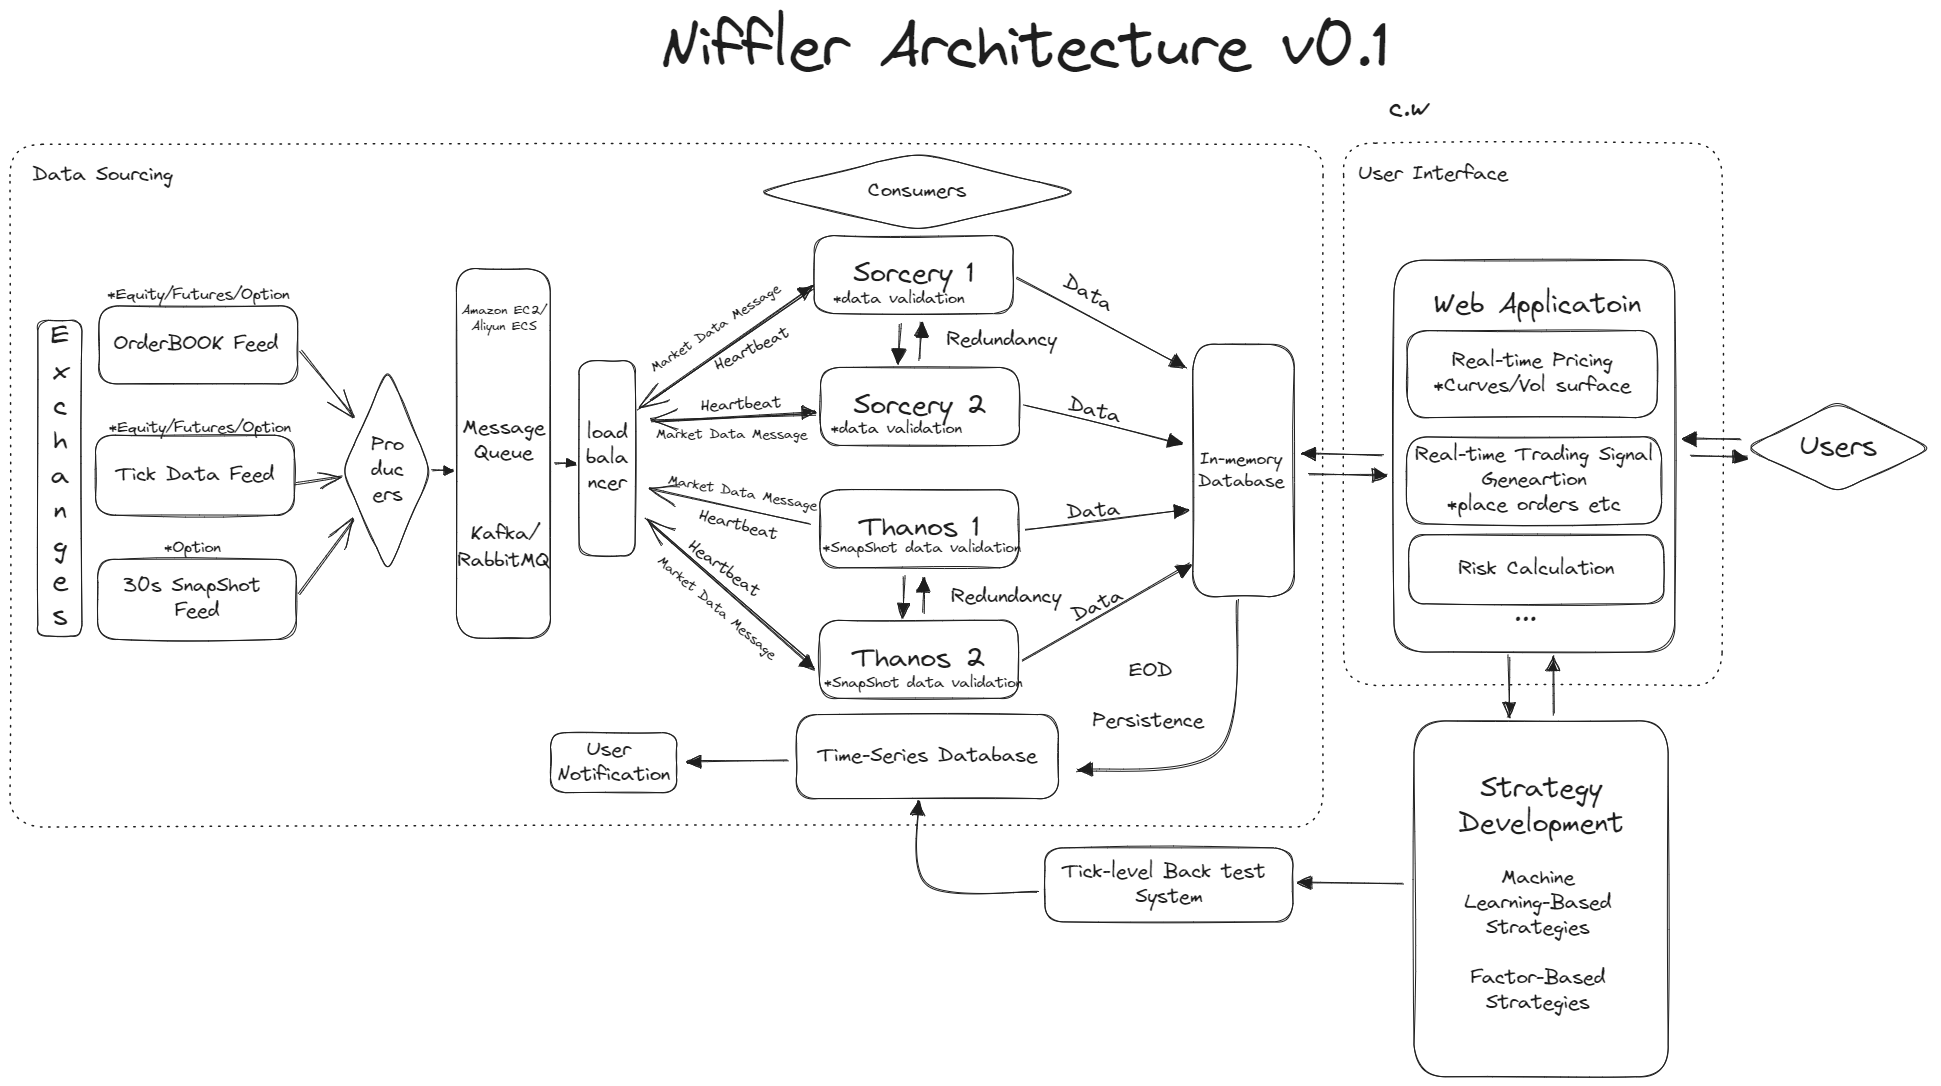 Niffler Architecture v0.1
c.w
Data Sourcing
Exchanges
*Equity/Futures/Option
OrderBOOK Feed
*Equity/Futures/Option
Tick Data Feed
*Option
30s SnapShot
Feed
Pro
duc
ers
Amazon EC2/
Aliyun ECS
Message
Queue
Kafka/
RabbitMQ
load
bala
ncer
Market Data Message
Heartbeat
Heartbeat
Market Data Message
Market Data Message
Heartbeat
Heartbeat
Market Data Message
Consumers
Sorcery 1
*data validation
Redundancy
Sorcery 2
*data validation
Thanos 1
*SnapShot data validation
Redundancy
Thanos 2
*SnapShot data validation
Data
Data
Data
Data
In-memory
Database
EOD
Persistence
Time-Series Database
User
Notification
User Interface
Web Applicatoin
Real-time Pricing
*Curves/Vol surface
Real-time Trading Signal
Geneartion
*place orders etc
Risk Calculation
...
Users
Strategy
Development
Machine
Learning-Based
Strategies
Factor-Based
Strategies
Tick-level Back test
System